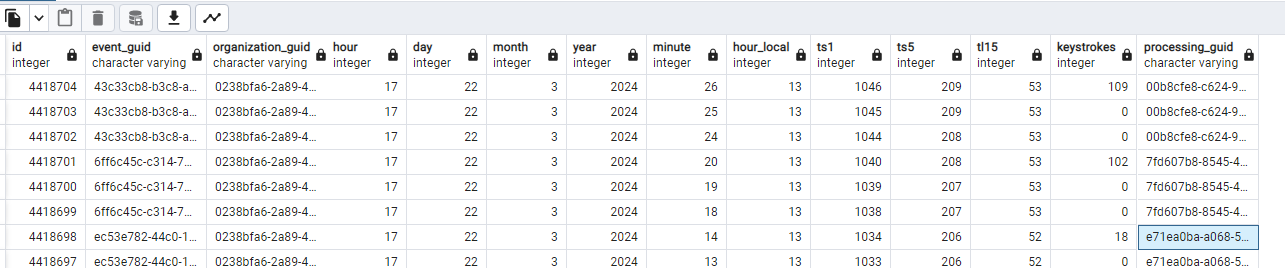 id event_guid organization_guid hour day month year minute hour_local ts1 ts5 tl15 keystrokes processing_guid
integer character varying character varying integer integer integer integer integer integer integer integer integer integer character varying
4418704 43c33cb8-b3c8-a... 0238bfa6-2a89-4... 17 22 3 2024 26 13 1046 209 53 109 00b8cfe8-c624-9...
4418703 43c33cb8-b3c8-a... 0238bfa6-2a89-4... 17 22 3 2024 25 13 1045 209 53 0 00b8cfe8-c624-9...
4418702 43c33cb8-b3c8-a... 0238bfa6-2a89-4... 17 22 3 2024 24 13 1044 208 53 0 00b8cfe8-c624-9...
4418701 6ff6c45c-c314-7... 0238bfa6-2a89-4... 17 22 3 2024 20 13 1040 208 53 102 7fd607b8-8545-4...
4418700 6ff6c45c-c314-7... 0238bfa6-2a89-4... 17 22 3 2024 19 13 1039 207 53 0 7fd607b8-8545-4...
4418699 6ff6c45c-c314-7... 0238bfa6-2a89-4... 17 22 3 2024 18 13 1038 207 53 0 7fd607b8-8545-4...
4418698 ec53e782-44c0-1... 0238bfa6-2a89-4... 17 22 3 2024 14 13 1034 206 52 18 e71ea0ba-a068-5...
4418697 ec53e782-44c0-1... 0238bfa6-2a89-4... 17 22 3 2024 13 13 1033 206 52 0 e71ea0ba-a068-5...